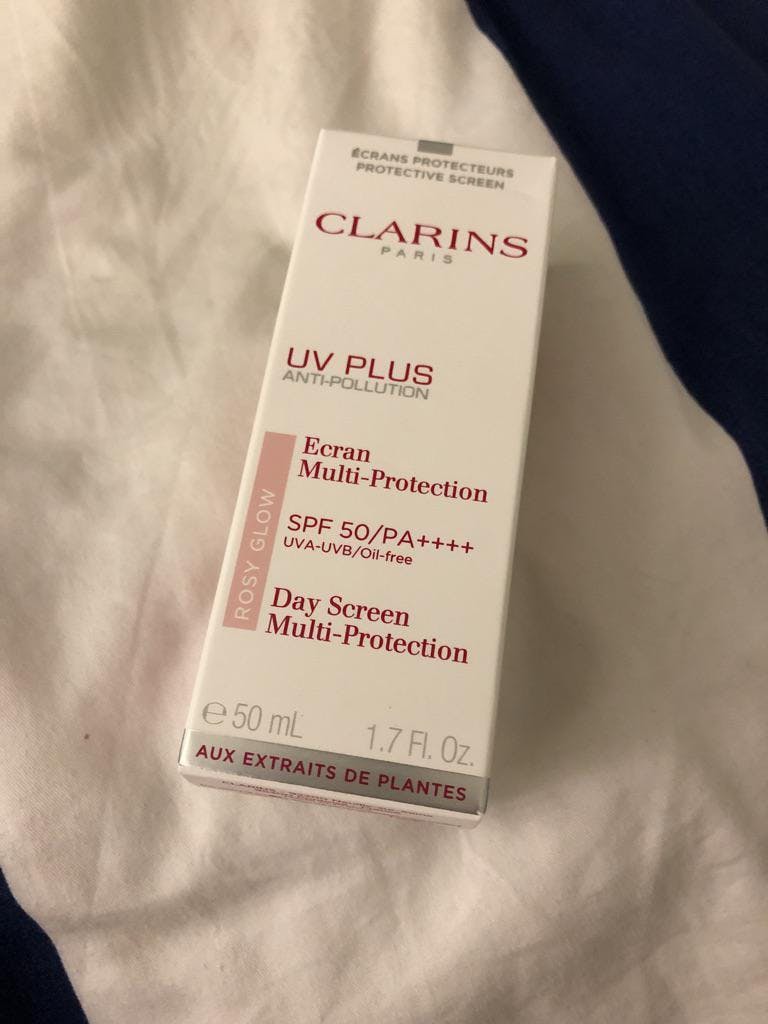 ÉCRANS PROTECTEURS
PROTECTIVE SCREEN
CLARINS
PARIS
UV PLUS
ANTI-POLLUTION
Ecran
Multi-Protection
ROSY GLOW
SPF 50/PA++++
UVA-UVB/Oil-free
Day Screen
Multi-Protection
℮ 50 mL 1.7 Fl. Oz.
AUX EXTRAITS DE PLANTES